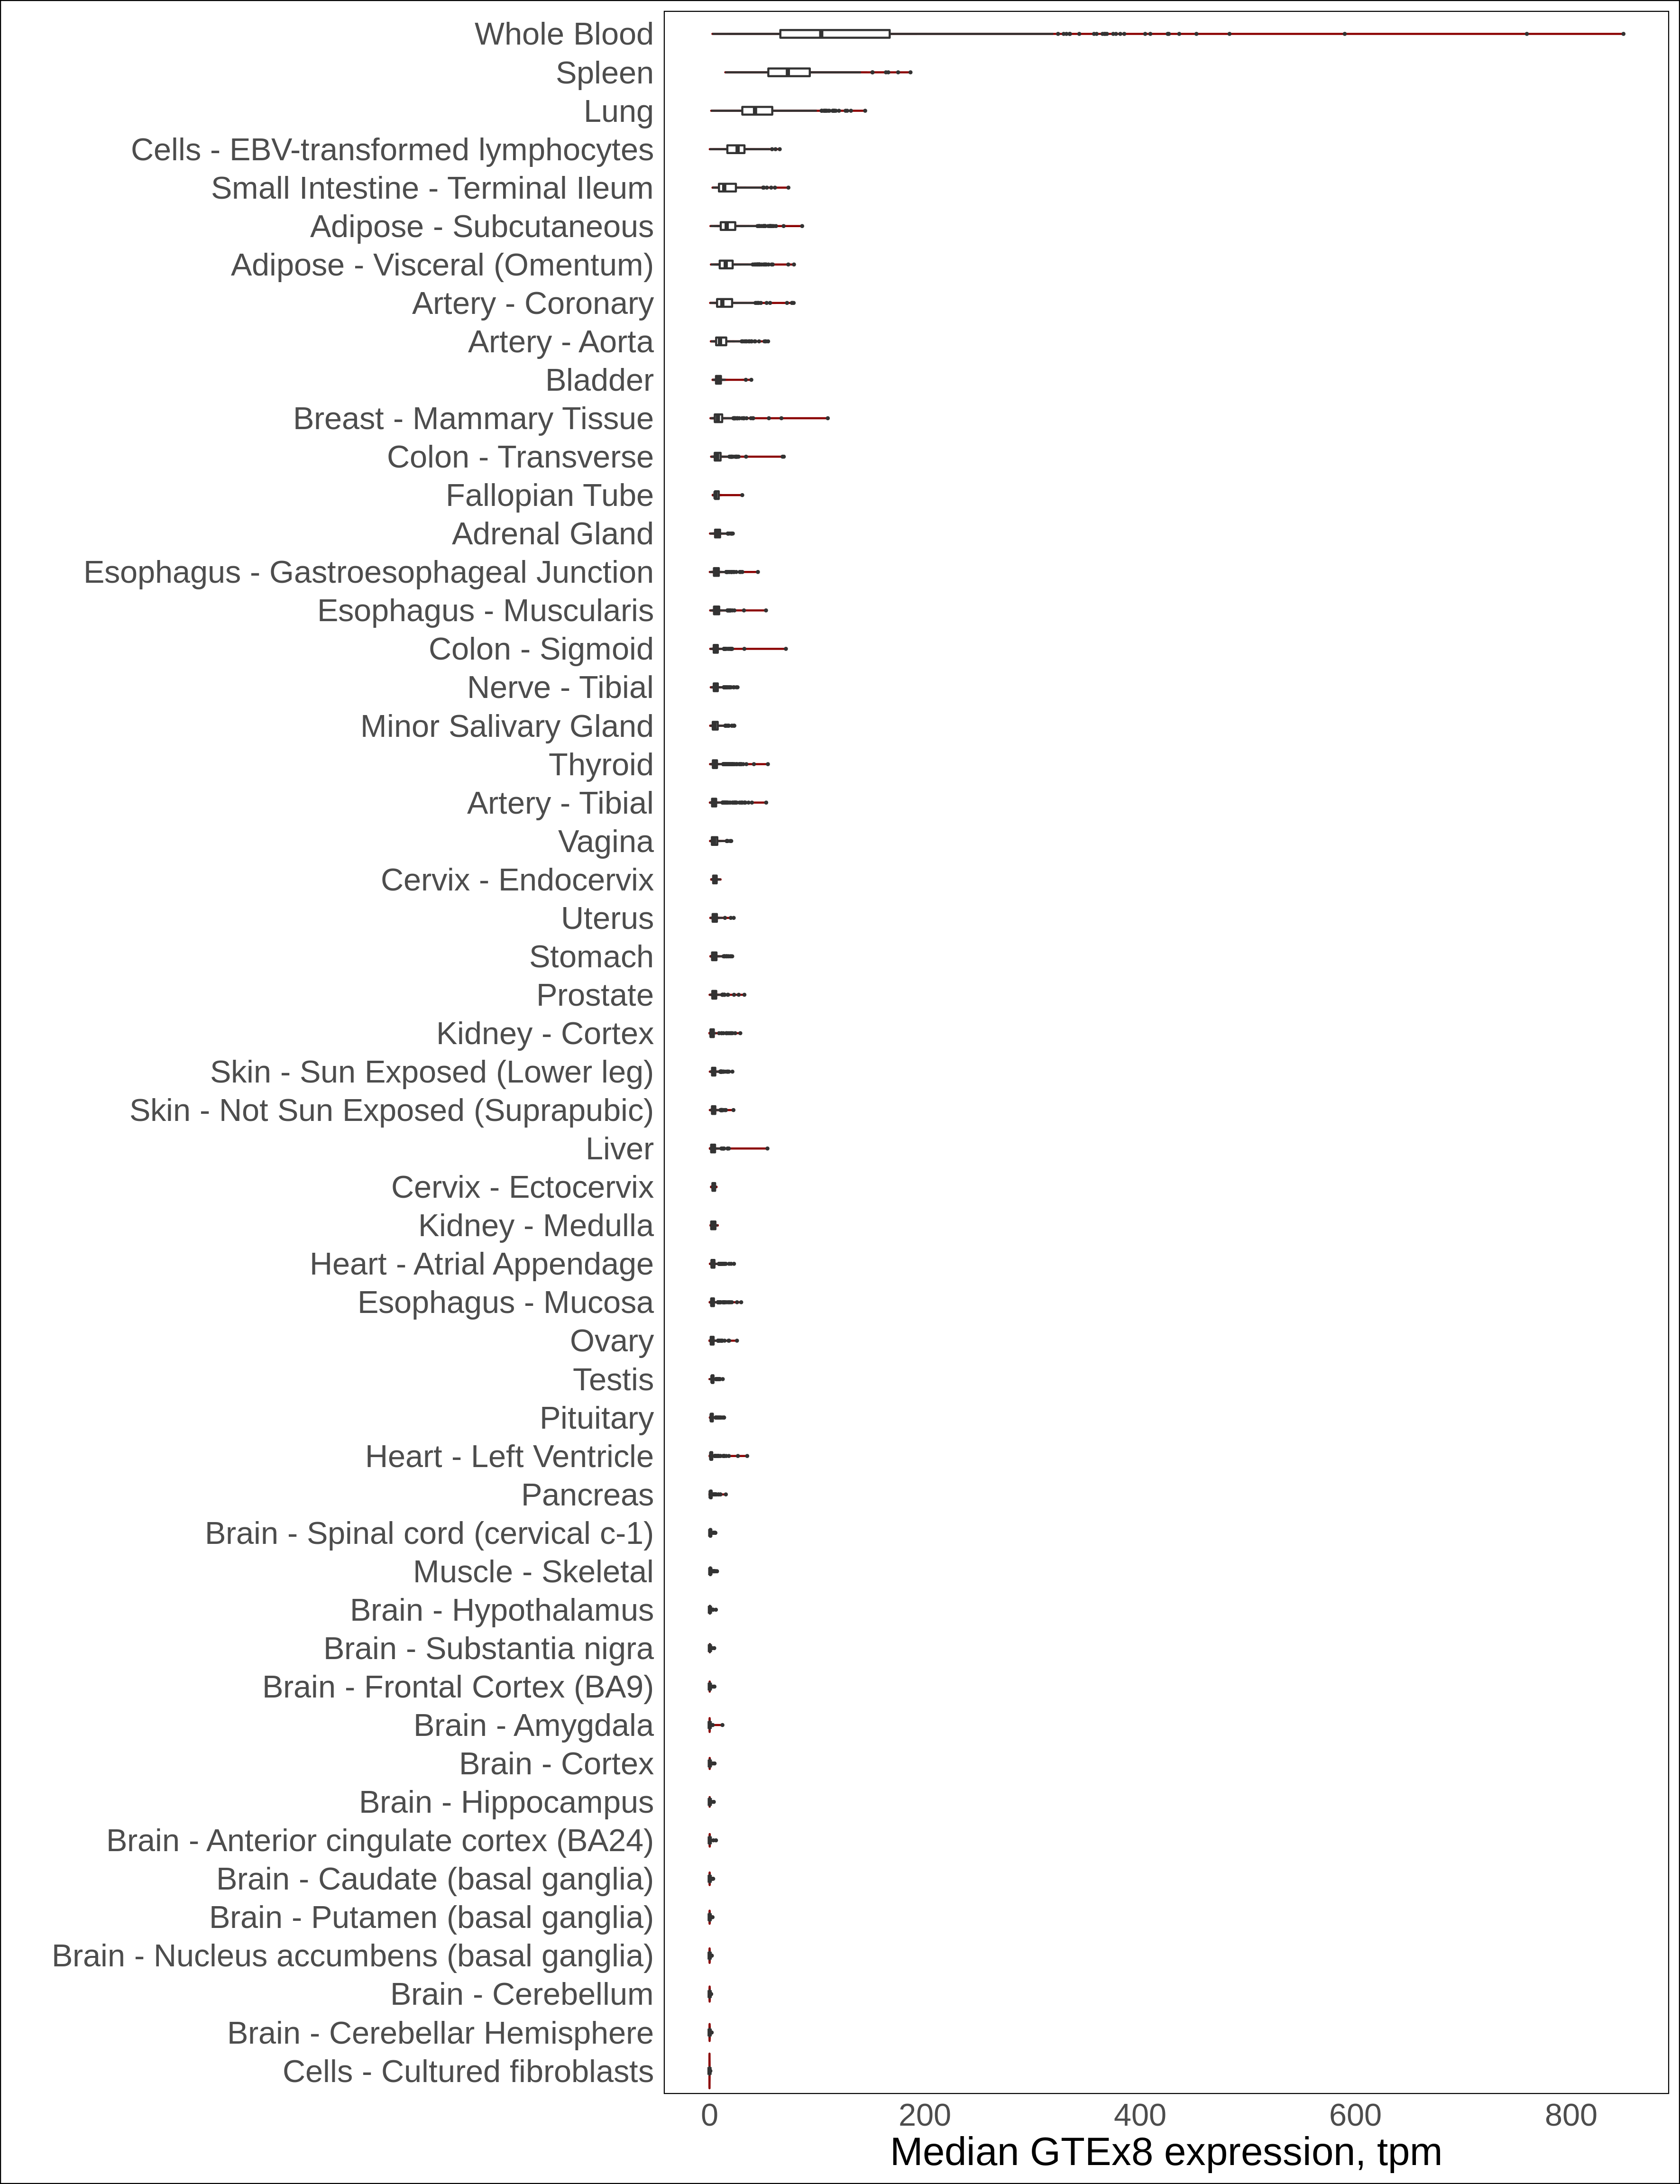 Whole Blood
Spleen
Lung
Cells - EBV-transformed lymphocytes
Small Intestine - Terminal Ileum
Adipose - Subcutaneous
Adipose - Visceral (Omentum)
Artery - Coronary
Artery - Aorta
Bladder
Breast - Mammary Tissue
Colon - Transverse
Fallopian Tube
Adrenal Gland
Esophagus - Gastroesophageal Junction
Esophagus - Muscularis
Colon - Sigmoid
Nerve - Tibial
Minor Salivary Gland
Thyroid
Artery - Tibial
Vagina
Cervix - Endocervix
Uterus
Stomach
Prostate
Kidney - Cortex
Skin - Sun Exposed (Lower leg)
Skin - Not Sun Exposed (Suprapubic)
Liver
Cervix - Ectocervix
Kidney - Medulla
Heart - Atrial Appendage
Esophagus - Mucosa
Ovary
Testis
Pituitary
Heart - Left Ventricle
Pancreas
Brain - Spinal cord (cervical c-1)
Muscle - Skeletal
Brain - Hypothalamus
Brain - Substantia nigra
Brain - Frontal Cortex (BA9)
Brain - Amygdala
Brain - Cortex
Brain - Hippocampus
Brain - Anterior cingulate cortex (BA24)
Brain - Caudate (basal ganglia)
Brain - Putamen (basal ganglia)
Brain - Nucleus accumbens (basal ganglia)
Brain - Cerebellum
Brain - Cerebellar Hemisphere
Cells - Cultured fibroblasts
0 200 400 600 800
Median GTEx8 expression, tpm